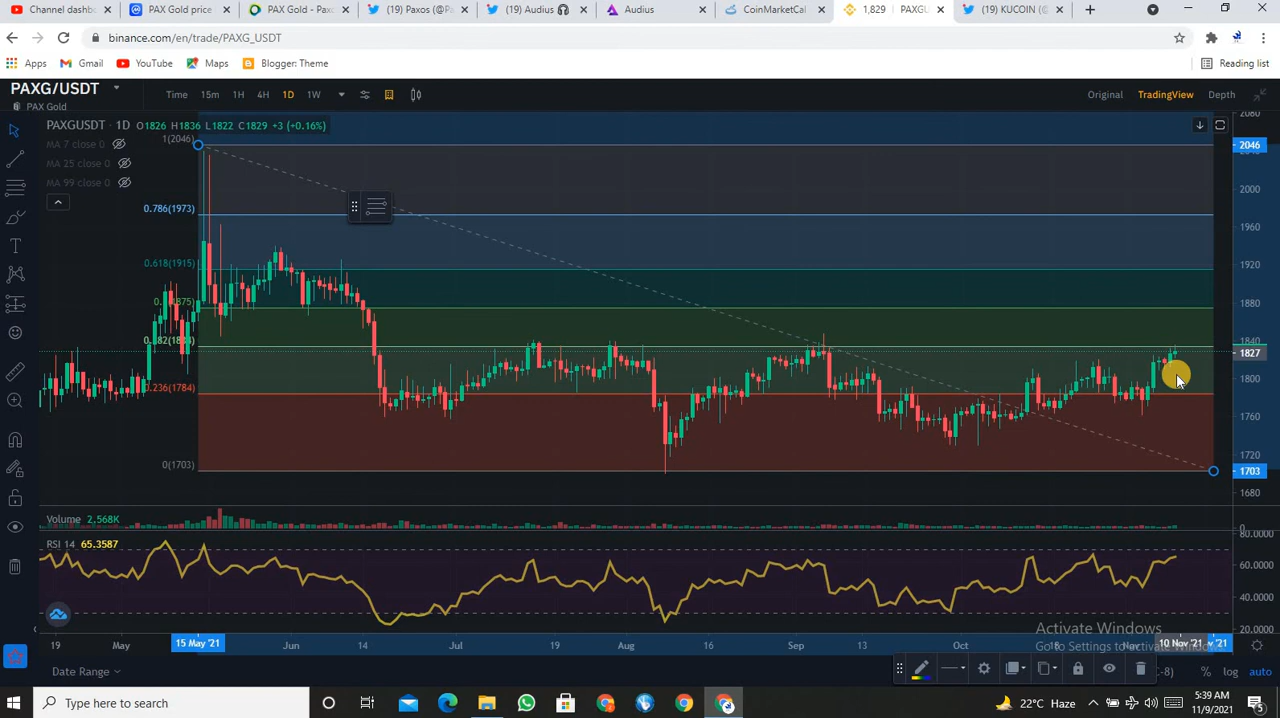 Channel dashb
PAX Gold price
PAX Gold - Paxo
(19) Paxos (@Pa
(19) Audius
Audius
CoinMarketCal
1,829 | PAXGU
(19) KUCOIN (@
binance.com/en/trade/PAXG_USDT
Apps
Gmail
YouTube
Maps
Blogger: Theme
Reading list
PAXG/USDT
PAX Gold
Time
15m
1H
4H
1D
1W
Original
TradingView
Depth
PAXGUSDT · 1D O1826 H1836 L1822 C1829 +3 (+0.16%)
MA 7 close 0
MA 25 close 0
MA 99 close 0
1(2046)
0.786(1973)
0.618(1915)
0.236(1784)
0(1703)
2080
2046
2000
1960
1920
1880
1840
1827
1800
1760
1720
1703
1680
Volume 2,568K
0
RSI 14 65.3587
80.0000
60.0000
40.0000
20.0000
19
May
15 May '21
Jun
14
Jul
19
Aug
16
Sep
13
Oct
18
10 Nov '21
Activate Windows
Date Range
%
log
auto
Type here to search
22°C Haze
5:39 AM
11/9/2021
5